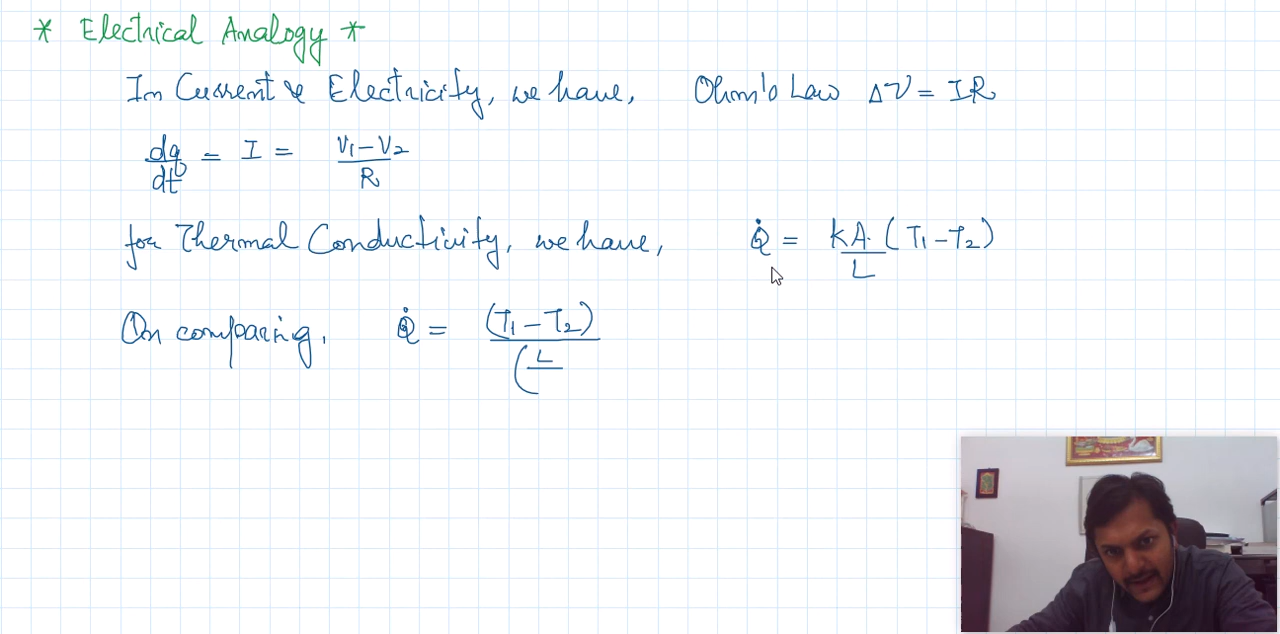 * Electrical Analogy *
In Current & Electricity, we have, Ohm's Law ΔV = IR
dq/dt = I = (V1 - V2)/R
for Thermal Conductivity, we have, Q̇ = kA/L (T1 - T2)
On comparing, Q̇ = (T1 - T2)/(L/